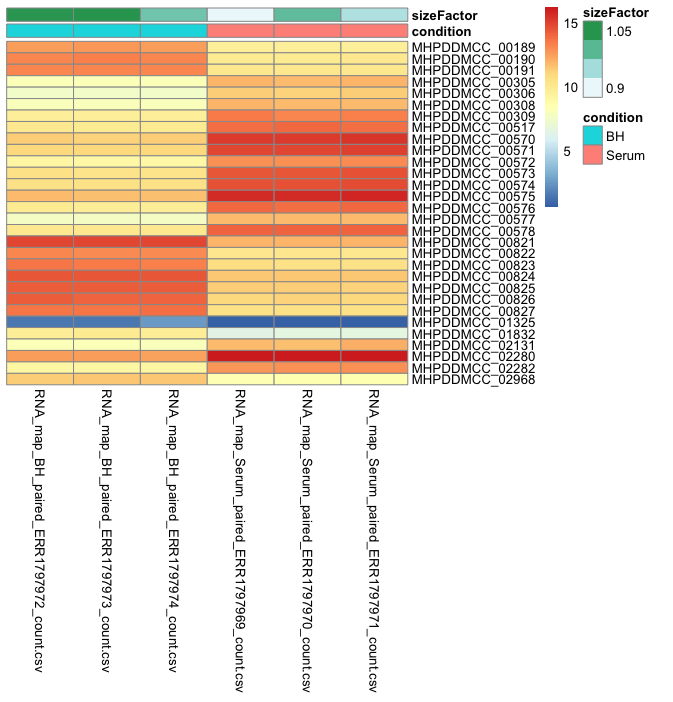 sizeFactor
condition
MHPDDMCC_00189
MHPDDMCC_00190
MHPDDMCC_00191
MHPDDMCC_00305
MHPDDMCC_00306
MHPDDMCC_00308
MHPDDMCC_00309
MHPDDMCC_00517
MHPDDMCC_00570
MHPDDMCC_00571
MHPDDMCC_00572
MHPDDMCC_00573
MHPDDMCC_00574
MHPDDMCC_00575
MHPDDMCC_00576
MHPDDMCC_00577
MHPDDMCC_00578
MHPDDMCC_00821
MHPDDMCC_00822
MHPDDMCC_00823
MHPDDMCC_00824
MHPDDMCC_00825
MHPDDMCC_00826
MHPDDMCC_00827
MHPDDMCC_01325
MHPDDMCC_01832
MHPDDMCC_02131
MHPDDMCC_02280
MHPDDMCC_02282
MHPDDMCC_02968
RNA_map_BH_paired_ERR1797972_count.csv
RNA_map_BH_paired_ERR1797973_count.csv
RNA_map_BH_paired_ERR1797974_count.csv
RNA_map_Serum_paired_ERR1797969_count.csv
RNA_map_Serum_paired_ERR1797970_count.csv
RNA_map_Serum_paired_ERR1797971_count.csv
15
10
5
sizeFactor
1.05
0.9
condition
BH
Serum